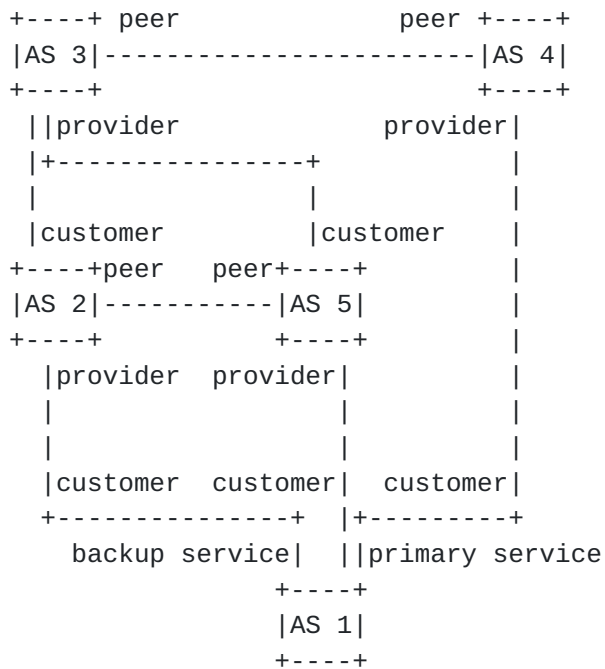 +----+ peer                peer +----+
|AS 3|------------------------|AS 4|
+----+                        +----+
 ||provider             provider|
 |+----------------+            |
 |                 |            |
 |customer         |customer    |
+----+peer   peer+----+         |
|AS 2|-----------|AS 5|         |
+----+           +----+         |
  |provider  provider|          |
  |                  |          |
  |                  |          |
  |customer  customer|  customer|
  +---------------+  |+---------+
    backup service|  ||primary service
                 +----+
                 |AS 1|
                 +----+